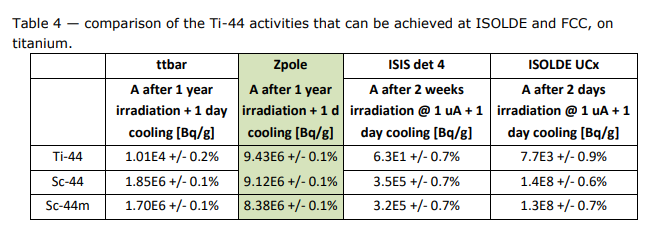 Table 4 — comparison of the Ti-44 activities that can be achieved at ISOLDE and FCC, on
titanium.
ttbar Zpole ISIS det 4 ISOLDE UCx
A after 1 year A after 1 year A after 2 weeks A after 2 days
irradiation + 1 day irradiation + 1 d irradiation @ 1 uA + 1 irradiation @ 1 uA + 1
cooling [Bq/g] cooling [Bq/g] day cooling [Bq/g] day cooling [Bq/g]
Ti-44 1.01E4 +/- 0.2% 9.43E6 +/- 0.1% 6.3E1 +/- 0.7% 7.7E3 +/- 0.9%
Sc-44 1.85E6 +/- 0.1% 9.12E6 +/- 0.1% 3.5E5 +/- 0.7% 1.4E8 +/- 0.6%
Sc-44m 1.70E6 +/- 0.1% 8.38E6 +/- 0.1% 3.2E5 +/- 0.7% 1.3E8 +/- 0.7%